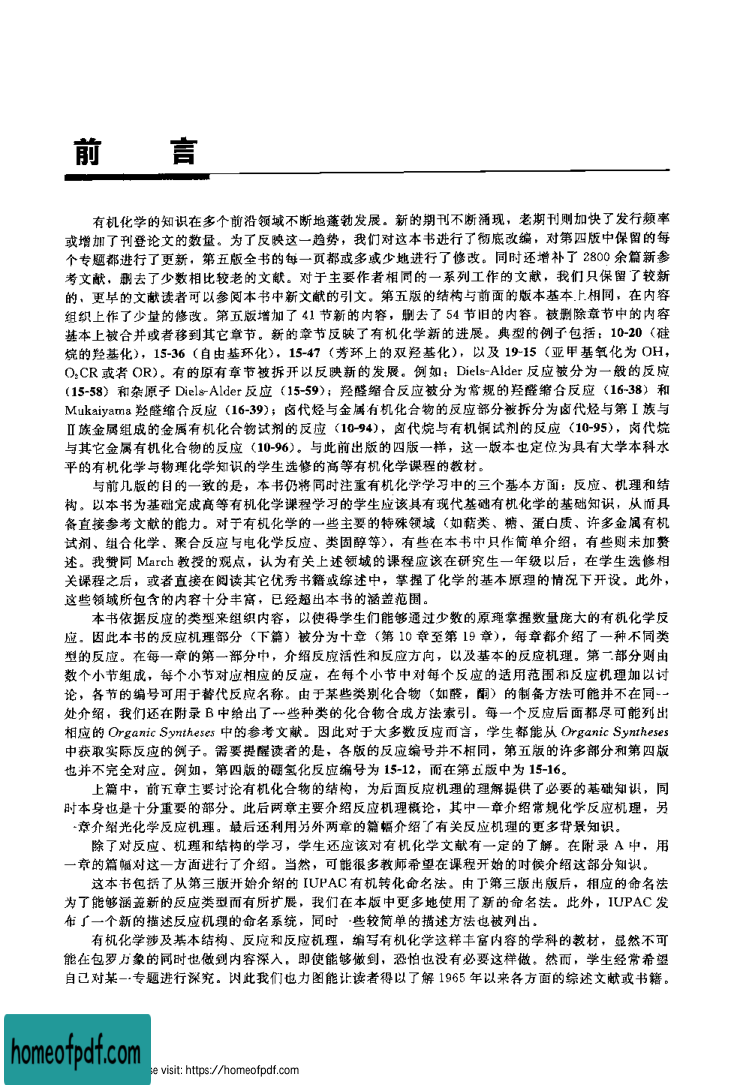 前 言
有机化学的知识在多个前沿领域不断地蓬勃发展。新的期刊不断涌现，老期刊则加快了发行频率
或增加了刊登论文的数量。为了反映这一趋势，我们对这本书进行了彻底改编，对第四版中保留的每
个专题都进行了更新，第五版全书的每一页都或多或少地进行了修改。同时还增补了 2800 余篇新参
考文献，删去了少数相比较老的文献。对于主要作者相同的一系列工作的文献，我们只保留了较新
的，更早的文献读者可以参阅本书中新文献的引文。第五版的结构与前面的版本基本上相同，在内容
组织上作了少量的修改。第五版增加了 41 节新的内容，删去了 54 节旧的内容。被删除章节中的内容
基本上被合并或者移到其它章节。新的章节反映了有机化学新的进展。典型的例子包括：10-20（硅
烷的羟基化），15-36（自由基环化），15-47（芳环上的双羟基化），以及 19-15（亚甲基氧化为 OH，
O₂CR 或者 OR）。有的原有章节被拆开以反映新的发展。例如：Diels-Alder 反应被分为一般的反应
（15-58）和杂原子 Diels-Alder 反应（15-59）；羟醛缩合反应被分为常规的羟醛缩合反应（16-38）和
Mukaiyama 羟醛缩合反应（16-39）；卤代烃与金属有机化合物的反应部分被拆分为卤代烃与第Ⅰ族与
Ⅱ族金属组成的金属有机化合物试剂的反应（10-94），卤代烷与有机铜试剂的反应（10-95），卤代烷
与其它金属有机化合物的反应（10-96）。与此前出版的四版一样，这一版本也定位为具有大学本科水
平的有机化学与物理化学知识的学生选修的高等有机化学课程的教材。
与前几版的目的一致的是，本书仍将同时注重有机化学学习中的三个基本方面：反应、机理和结
构。以本书为基础完成高等有机化学课程学习的学生应该具有现代基础有机化学的基础知识，从而具
备直接参考文献的能力。对于有机化学的一些主要的特殊领域（如萜类、糖、蛋白质、许多金属有机
试剂、组合化学、聚合反应与电化学反应、类固醇等），有些在本书中只作简单介绍，有些则未加赘
述。我赞同 March 教授的观点，认为有关上述领域的课程应该在研究生一年级以后，在学生选修相
关课程之后，或者直接在阅读其它优秀书籍或综述中，掌握了化学的基本原理的情况下开设。此外，
这些领域所包含的内容十分丰富，已经超出本书的涵盖范围。
本书依据反应的类型来组织内容，以使得学生们能够通过少数的原理掌握数量庞大的有机化学反
应。因此本书的反应机理部分（下篇）被分为十章（第 10 章至第 19 章），每章都介绍了一种不同类
型的反应。在每一章的第一部分中，介绍反应活性和反应方向，以及基本的反应机理。第二部分则由
数个小节组成，每个小节对应相应的反应，在每个小节中对每个反应的适用范围和反应机理加以讨
论，各节的编号可用于替代反应名称。由于某些类别化合物（如醛，酮）的制备方法可能并不在同一
处介绍，我们还在附录 B 中给出了一些种类的化合物合成方法索引。每一个反应后面都尽可能列出
相应的 Organic Syntheses 中的参考文献。因此对于大多数反应而言，学生都能从 Organic Syntheses
中获取实际反应的例子。需要提醒读者的是，各版的反应编号并不相同，第五版的许多部分和第四版
也并不完全对应。例如，第四版的硼氢化反应编号为 15-12，而在第五版中为 15-16。
上篇中，前五章主要讨论有机化合物的结构，为后面反应机理的理解提供了必要的基础知识，同
时本身也是十分重要的部分。此后两章主要介绍反应机理概论，其中一章介绍常规化学反应机理，另
一章介绍光化学反应机理。最后还利用另外两章的篇幅介绍了有关反应机理的更多背景知识。
除了对反应、机理和结构的学习，学生还应该对有机化学文献有一定的了解。在附录 A 中，用
一章的篇幅对这一方面进行了介绍。当然，可能很多教师希望在课程开始的时候介绍这部分知识。
这本书包括了从第三版开始介绍的 IUPAC 有机转化命名法。由于第三版出版后，相应的命名法
为了能够涵盖新的反应类型而有所扩展，我们在本版中更多地使用了新的命名法。此外，IUPAC 发
布了一个新的描述反应机理的命名系统，同时一些较简单的描述方法也被列出。
有机化学涉及基本结构、反应和反应机理，编写有机化学这样丰富内容的学科的教材，显然不可
能在包罗万象的同时也做到内容深入。即使能够做到，恐怕也没有必要这样做。然而，学生经常希望
自己对某一专题进行深究。因此我们也力图能让读者得以了解 1965 年以来各方面的综述文献或书籍。
homeofpdf.com
se visit: https://homeofpdf.com